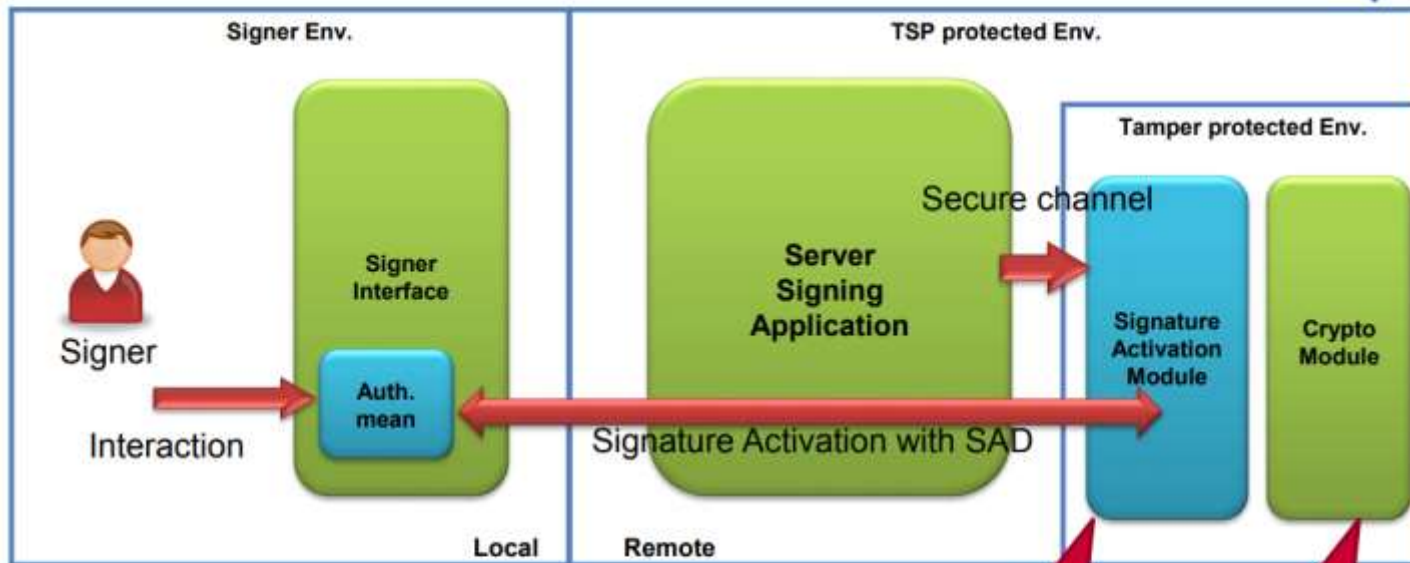 Signer Env.
TSP protected Env.
Tamper protected Env.
Secure channel
Signer
Interface
Server
Signing
Application
Signature
Activation
Module
Crypto
Module
Signer
Auth.
mean
Interaction
Signature Activation with SAD
Local
Remote